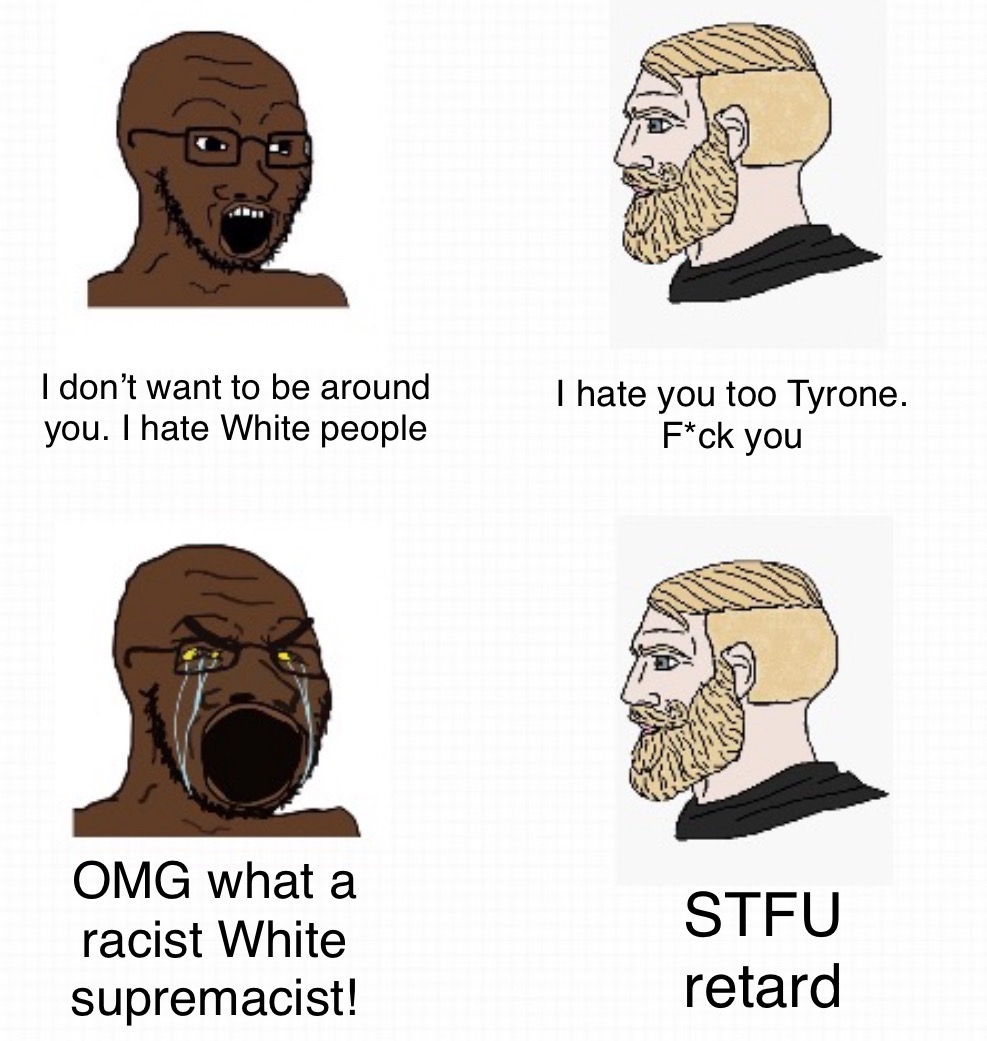 I don’t want to be around
you. I hate White people
I hate you too Tyrone.
F*ck you
OMG what a
racist White
supremacist!
STFU
retard